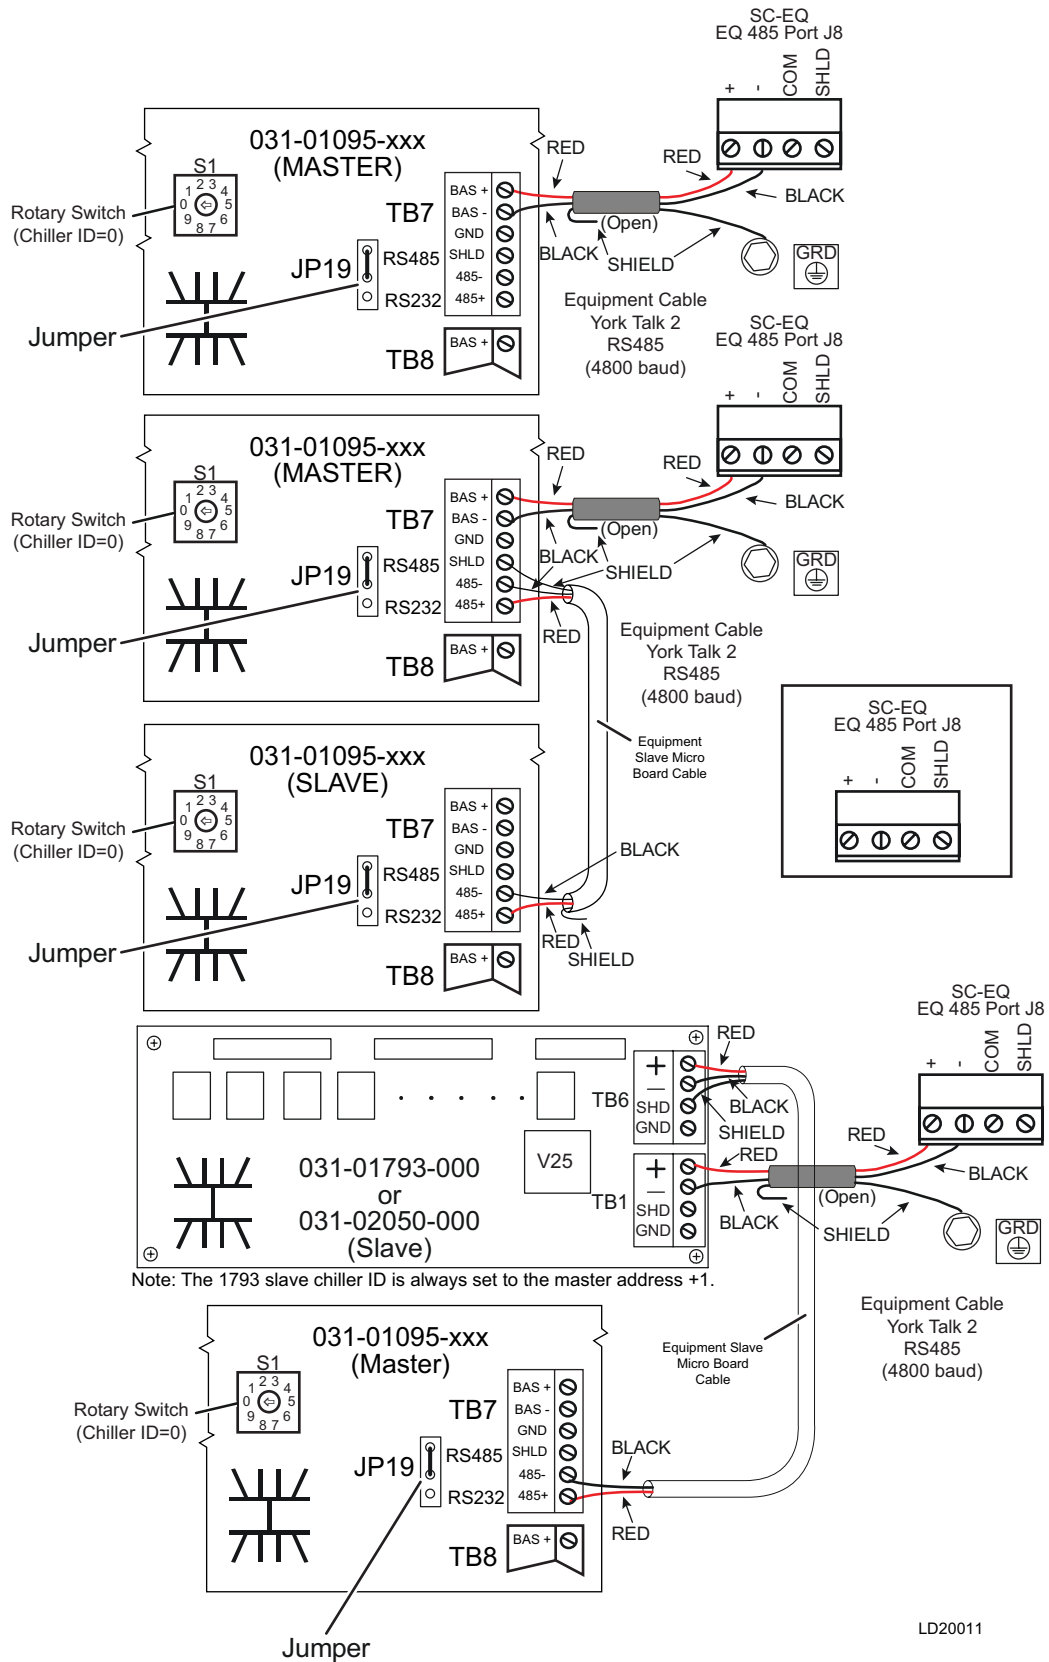 SC-EQ
EQ 485 Port J8
+ - COM SHLD
031-01095-xxx
(MASTER)
S1
0 1 2 3 4 5 6 7 8 9
Rotary Switch
(Chiller ID=0)
TB7
BAS +
BAS -
GND
SHLD
485-
485+
JP19
RS485
RS232
Jumper
TB8
BAS +
RED
BLACK
(Open)
SHIELD
RED
BLACK
GRD
Equipment Cable
York Talk 2
RS485
(4800 baud)
SC-EQ
EQ 485 Port J8
+ - COM SHLD
031-01095-xxx
(MASTER)
S1
0 1 2 3 4 5 6 7 8 9
Rotary Switch
(Chiller ID=0)
TB7
BAS +
BAS -
GND
SHLD
485-
485+
JP19
RS485
RS232
Jumper
TB8
BAS +
RED
BLACK
(Open)
SHIELD
RED
BLACK
GRD
RED
Equipment Cable
York Talk 2
RS485
(4800 baud)
Equipment
Slave Micro
Board Cable
SC-EQ
EQ 485 Port J8
+ - COM SHLD
031-01095-xxx
(SLAVE)
S1
0 1 2 3 4 5 6 7 8 9
Rotary Switch
(Chiller ID=0)
TB7
BAS +
BAS -
GND
SHLD
485-
485+
JP19
RS485
RS232
Jumper
TB8
BAS +
BLACK
RED
SHIELD
SC-EQ
EQ 485 Port J8
+ - COM SHLD
TB6
+
—
SHD
GND
RED
BLACK
SHIELD
V25
031-01793-000
or
031-02050-000
(Slave)
TB1
+
—
SHD
GND
RED
BLACK
(Open)
SHIELD
RED
BLACK
GRD
Note: The 1793 slave chiller ID is always set to the master address +1.
Equipment Cable
York Talk 2
RS485
(4800 baud)
Equipment Slave
Micro Board
Cable
031-01095-xxx
(Master)
S1
0 1 2 3 4 5 6 7 8 9
Rotary Switch
(Chiller ID=0)
TB7
BAS +
BAS -
GND
SHLD
485-
485+
JP19
RS485
RS232
BLACK
RED
TB8
BAS +
Jumper
LD20011